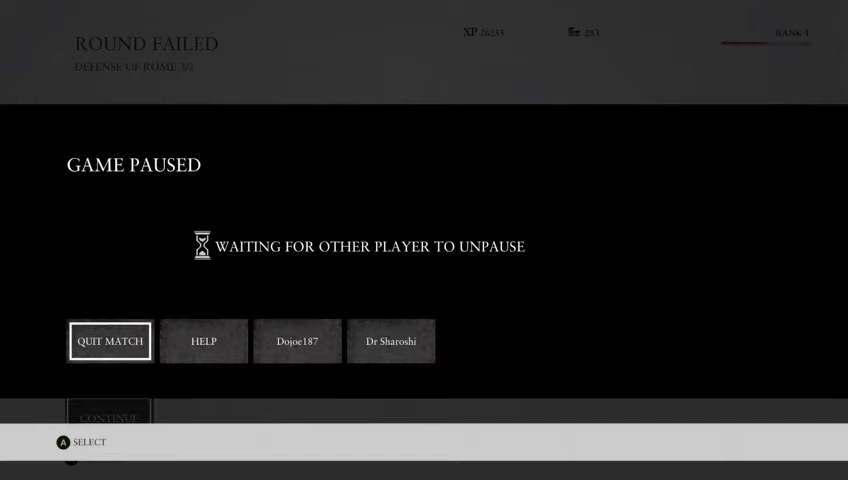 ROUND FAILED
DEFENSE OF ROME 3/3
XP 26255
283
RANK 1
GAME PAUSED
WAITING FOR OTHER PLAYER TO UNPAUSE
QUIT MATCH
HELP
Dojoe187
Dr Sharoshi
CONTINUE
A SELECT